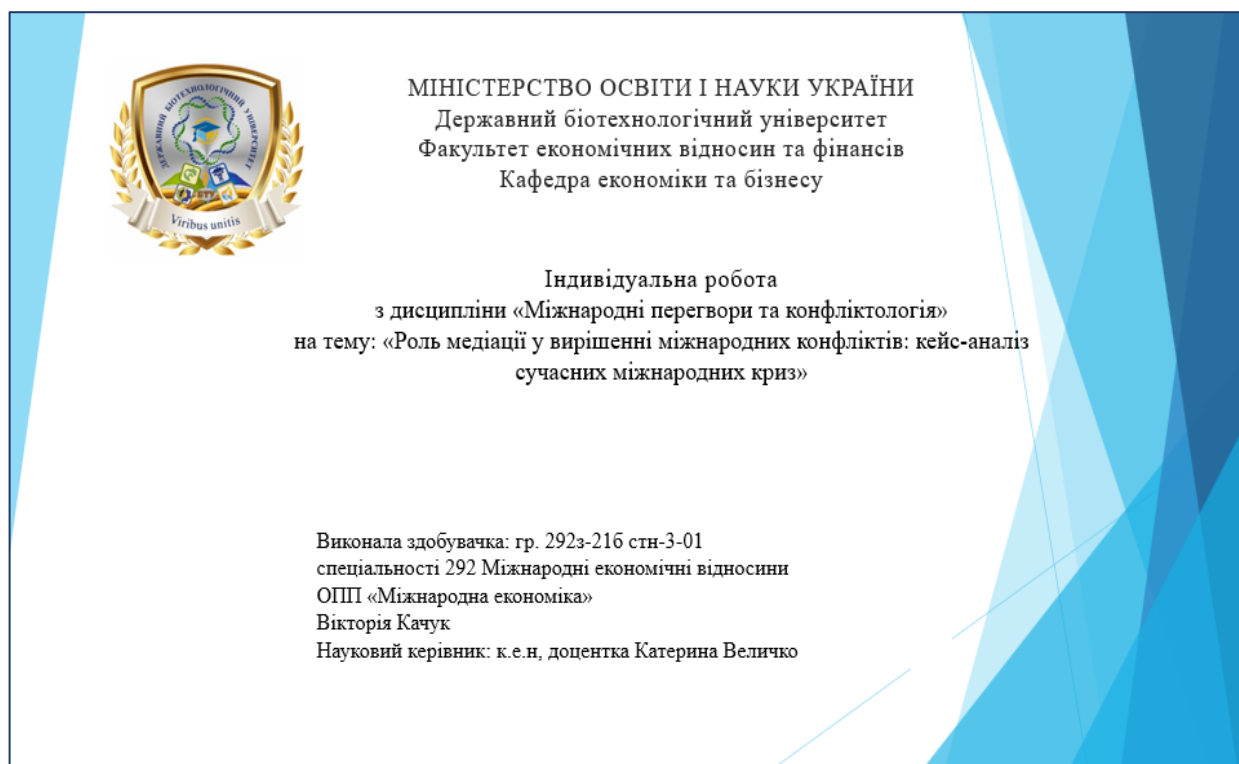 ДЕРЖАВНИЙ БІОТЕХНОЛОГІЧНИЙ УНІВЕРСИТЕТ
Viribus unitis
МІНІСТЕРСТВО ОСВІТИ І НАУКИ УКРАЇНИ
Державний біотехнологічний університет
Факультет економічних відносин та фінансів
Кафедра економіки та бізнесу
Індивідуальна робота
з дисципліни «Міжнародні перегвори та конфліктологія»
на тему: «Роль медіації у вирішенні міжнародних конфліктів: кейс-аналіз
сучасних міжнародних криз»
Виконала здобувачка: гр. 292з-21б стн-3-01
спеціальності 292 Міжнародні економічні відносини
ОПП «Міжнародна економіка»
Вікторія Качук
Науковий керівник: к.е.н, доцентка Катерина Величко